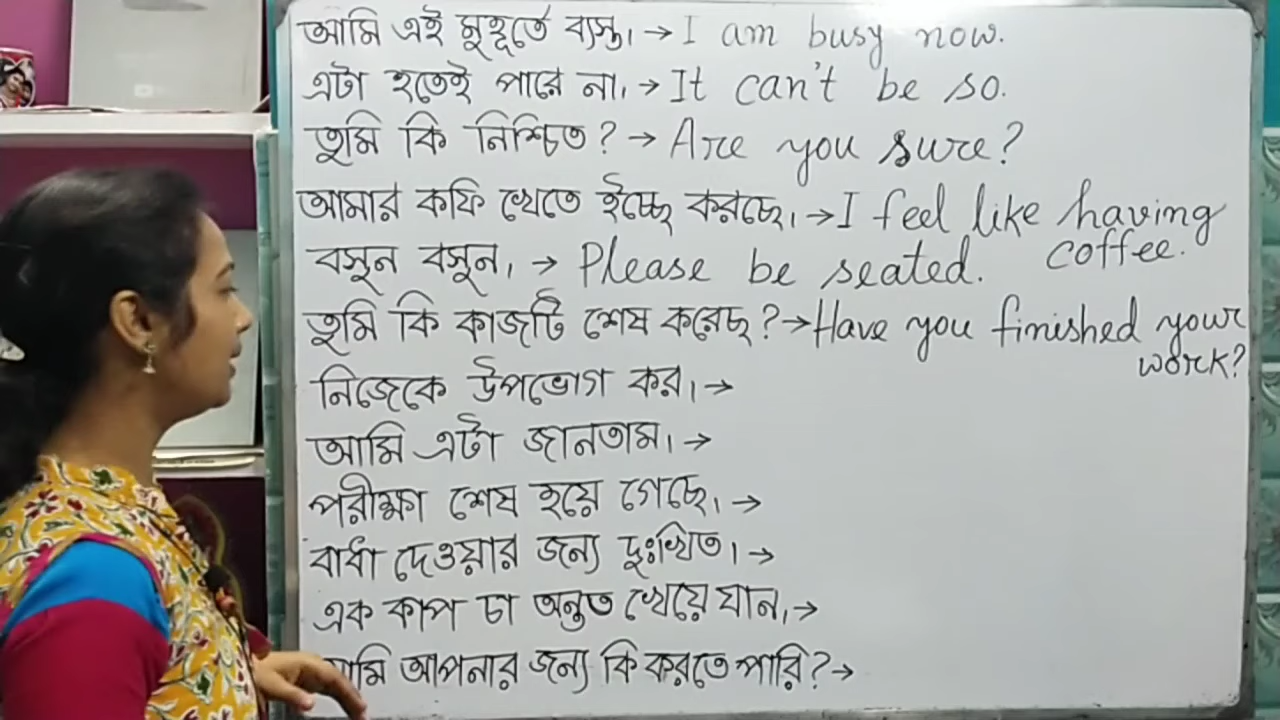 আমি এই মুহূর্তে ব্যস্ত। → I am busy now.
এটা হতেই পারে না। → It can't be so.
তুমি কি নিশ্চিত? → Are you sure?
আমার কফি খেতে ইচ্ছে করছে। → I feel like having coffee.
বসুন বসুন। → Please be seated.
তুমি কি কাজটি শেষ করেছ? → Have you finished your work?
নিজেকে উপভোগ কর। →
আমি এটা জানতাম। →
পরীক্ষা শেষ হয়ে গেছে। →
বাধা দেওয়ার জন্য দুঃখিত। →
এক কাপ চা অন্তত খেয়ে যান। →
আমি আপনার জন্য কি করতে পারি? →